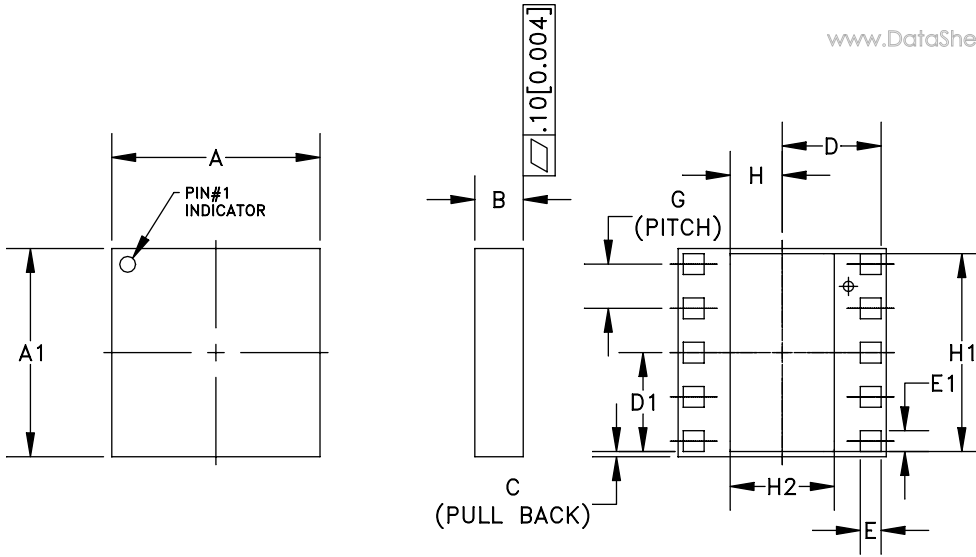 .10[0.004]
www.DataShe
A
D
H
PIN#1
INDICATOR
B
G
(PITCH)
A1
H1
E1
D1
H2
C
(PULL BACK)
E